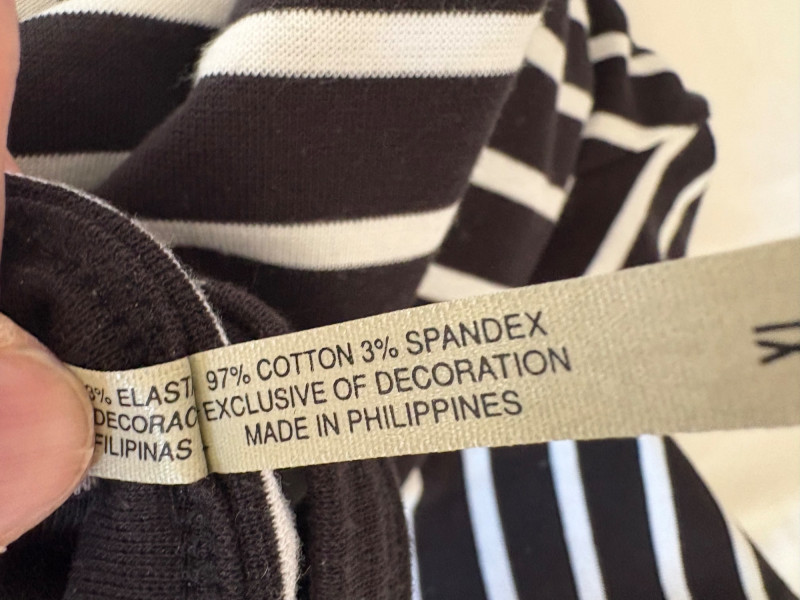 97% COTTON 3% SPANDEX
EXCLUSIVE OF DECORATION
MADE IN PHILIPPINES
3% ELAST
DECORAC
FILIPINAS